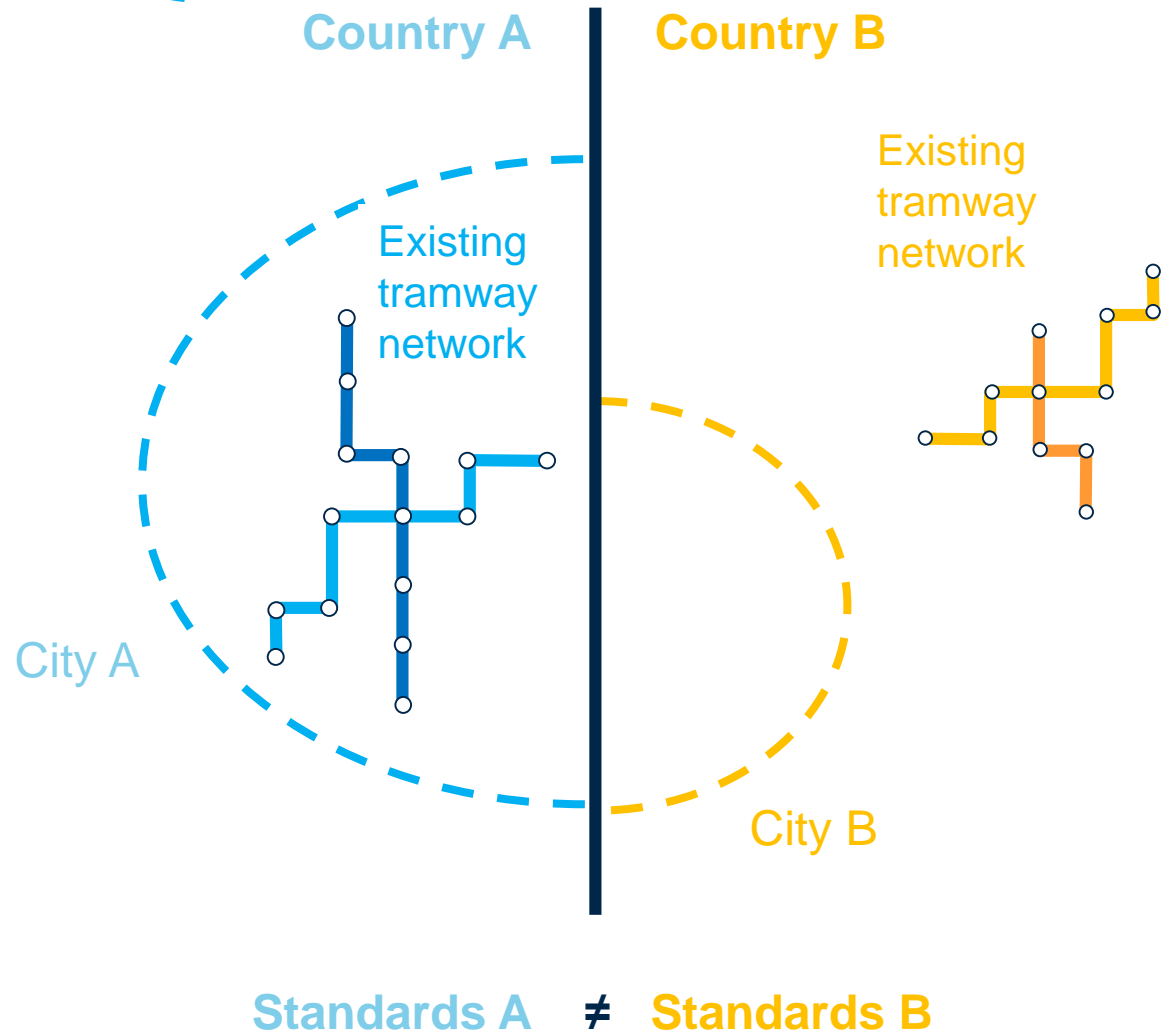 Country A
Country B
Existing
tramway
network
Existing
tramway
network
City A
City B
Standards A ≠ Standards B